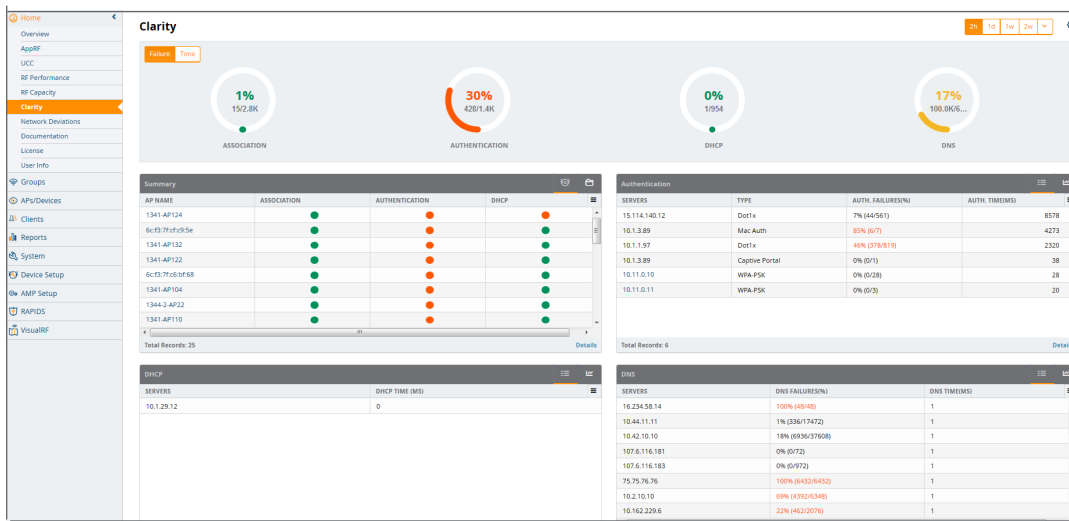 Home
Overview
AppRF
UCC
RF Performance
RF Capacity
Clarity
Network Deviations
Documentation
License
User Info
Groups
APs/Devices
Clients
Reports
System
Device Setup
AMP Setup
RAPIDS
VisualRF
Clarity
2h 1d 1w 2w
Failure Time
1% 30% 0% 17%
15/2.8K 428/1.4K 1/954 100.0K/6...
ASSOCIATION AUTHENTICATION DHCP DNS
Summary
AP NAME ASSOCIATION AUTHENTICATION DHCP
1341-AP124
6c:f3:7f:cf:c9:5e
1341-AP132
1341-AP122
6c:f3:7f:c6:bf:68
1341-AP104
1344-2-AP22
1341-AP110
Total Records: 25 Details
Authentication
SERVERS TYPE AUTH. FAILURES(%) AUTH. TIME(MS)
15.114.140.12 Dot1x 7% (44/561) 8578
10.1.3.89 Mac Auth 85% (6/7) 4273
10.1.1.97 Dot1x 46% (378/819) 2320
10.1.3.89 Captive Portal 0% (0/1) 38
10.11.0.10 WPA-PSK 0% (0/28) 28
10.11.0.11 WPA-PSK 0% (0/3) 20
Total Records: 6 Detai
DHCP
SERVERS DHCP TIME (MS)
10.1.29.12 0
DNS
SERVERS DNS FAILURES(%) DNS TIME(MS)
16.234.58.14 100% (48/48) 1
10.44.11.11 1% (336/17472) 1
10.42.10.10 18% (6936/37608) 1
107.6.116.181 0% (0/72) 1
107.6.116.183 0% (0/972) 1
75.75.76.76 100% (6432/6432) 1
10.2.10.10 69% (4392/6348) 1
10.162.229.6 22% (462/2076) 1